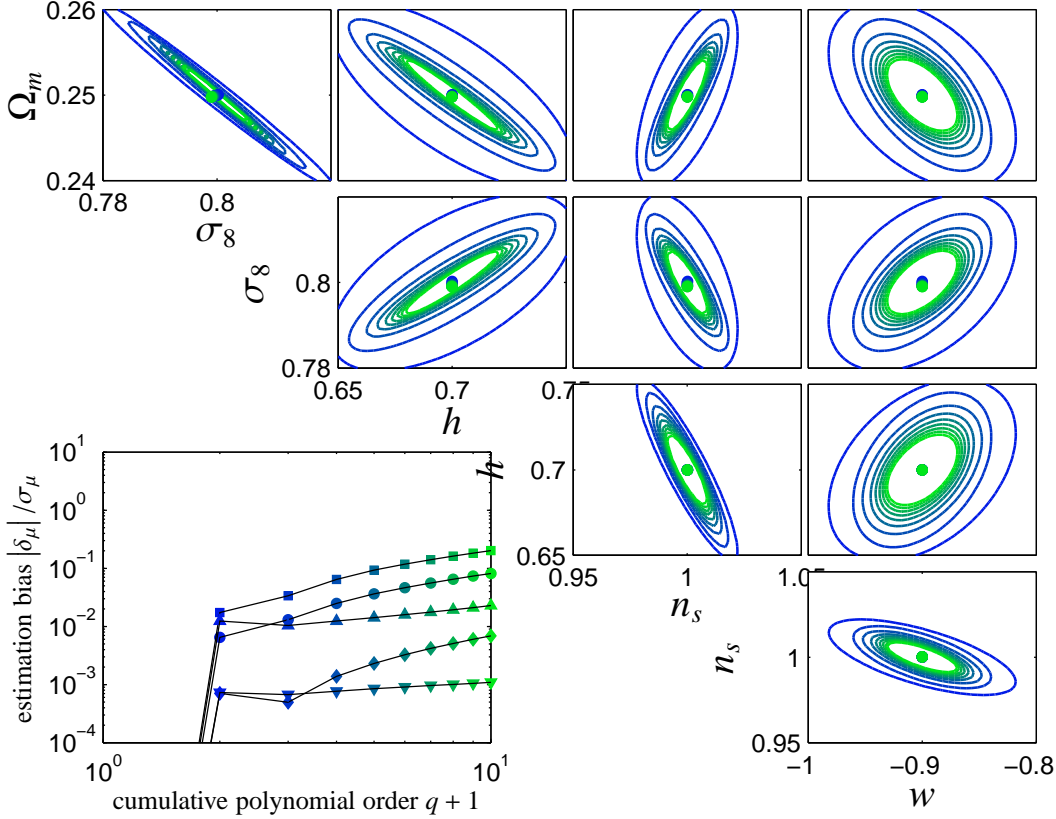 0.26
0.25
0.24
Ω_m
0.78 0.8
σ_8
0.8
0.78
σ_8
0.65 0.7 0.75
h
0.7
0.65
h
0.95 1 1.05
n_s
1
0.95
n_s
-1 -0.9 -0.8
w
10^1
10^0
10^-1
10^-2
10^-3
10^-4
estimation bias |δ_μ|/σ_μ
10^0 10^1
cumulative polynomial order q + 1